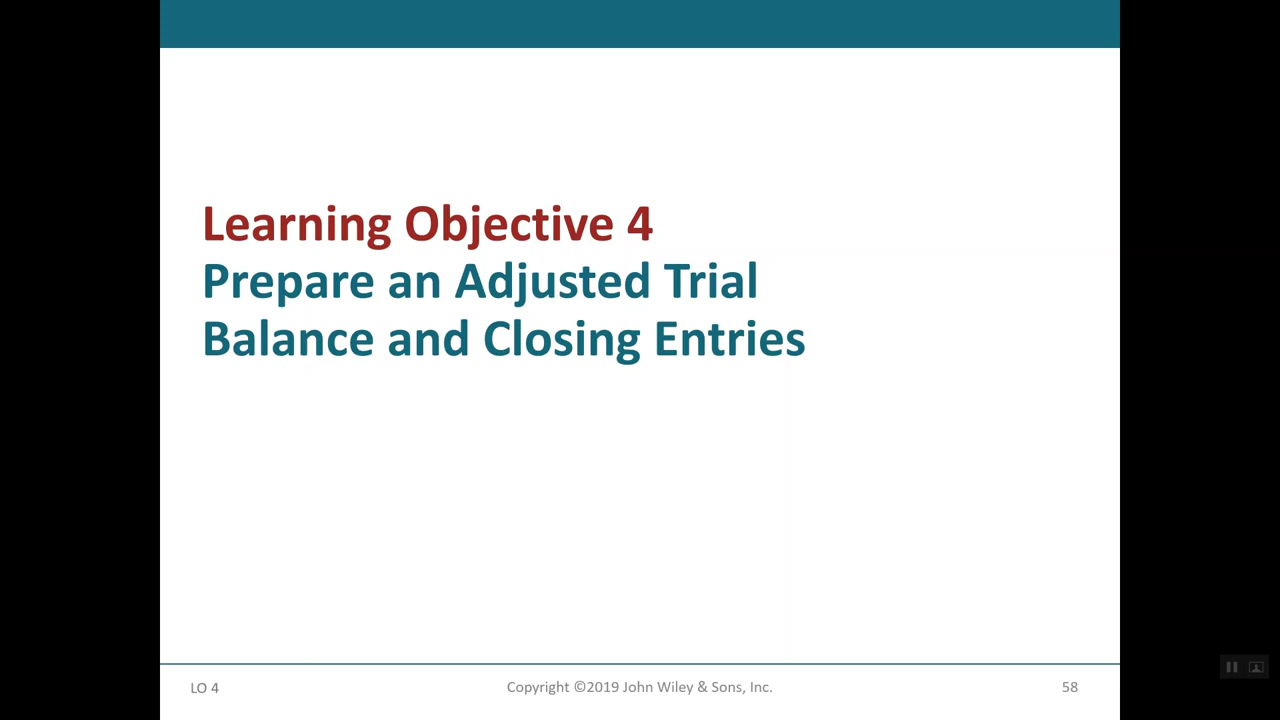 Learning Objective 4
Prepare an Adjusted Trial
Balance and Closing Entries
LO 4
Copyright ©2019 John Wiley & Sons, Inc.
58